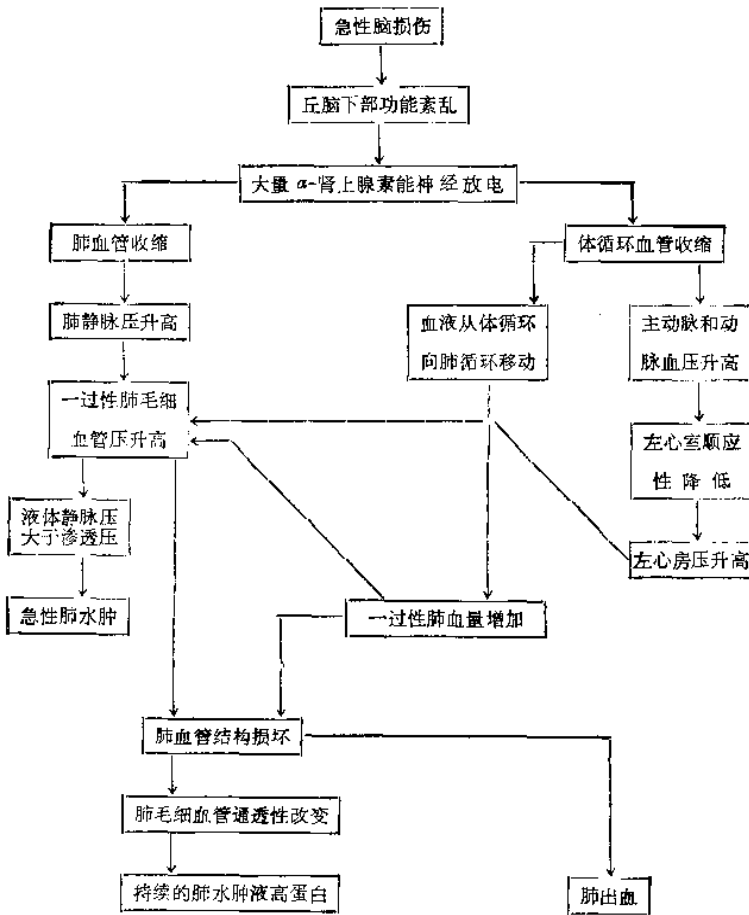 急性脑损伤
丘脑下部功能紊乱
大量 α-肾上腺素能神经放电
肺血管收缩
体循环血管收缩
肺静脉压升高
血液从体循环
向肺循环移动
主动脉和动
脉血压升高
一过性肺毛细
血管压升高
左心室顺应
性降低
液体静脉压
大于渗透压
左心房压升高
急性肺水肿
一过性肺血量增加
肺血管结构损坏
肺毛细血管通透性改变
持续的肺水肿液高蛋白
肺出血